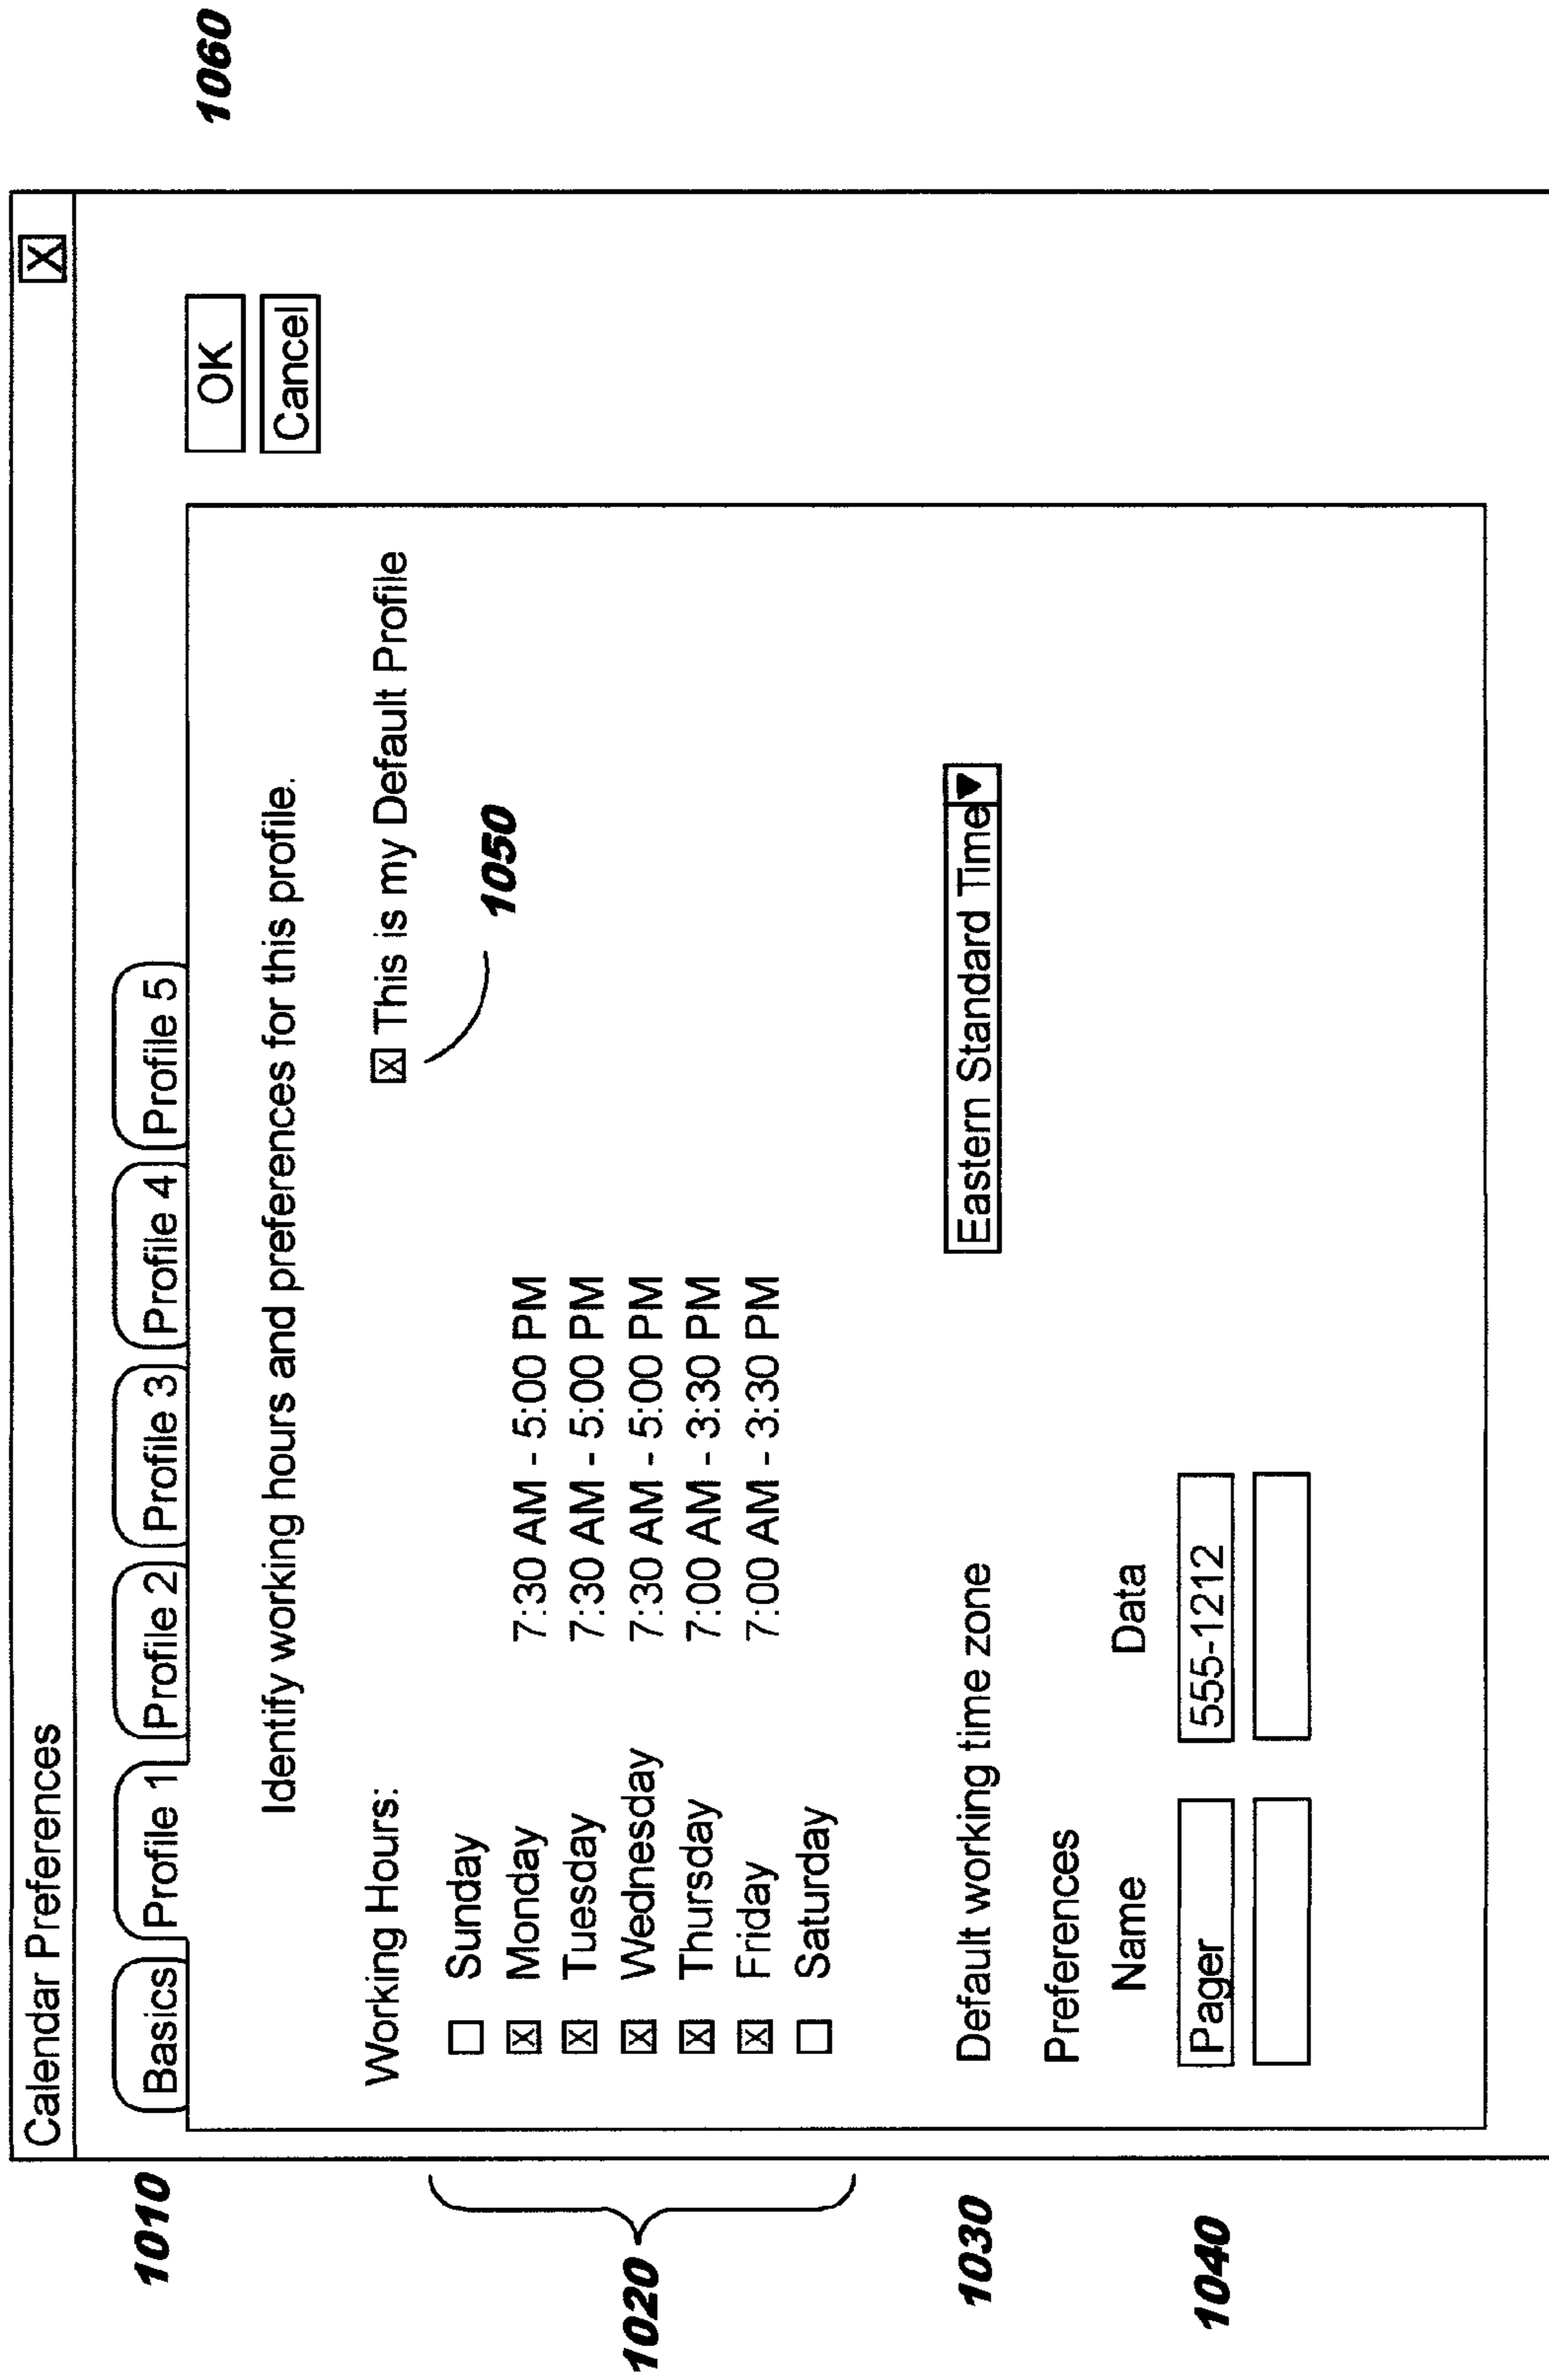 Calendar Preferences X
1010 Basics Profile 1 Profile 2 Profile 3 Profile 4 Profile 5
OK 1060
Cancel
Identify working hours and preferences for this profile.
Working Hours:
X This is my Default Profile
1050
1020
Sunday
X Monday 7:30 AM - 5:00 PM
X Tuesday 7:30 AM - 5:00 PM
X Wednesday 7:30 AM - 5:00 PM
X Thursday 7:00 AM - 3:30 PM
X Friday 7:00 AM - 3:30 PM
Saturday
1030 Default working time zone Eastern Standard Time
Preferences
Name Data
1040 Pager 555-1212